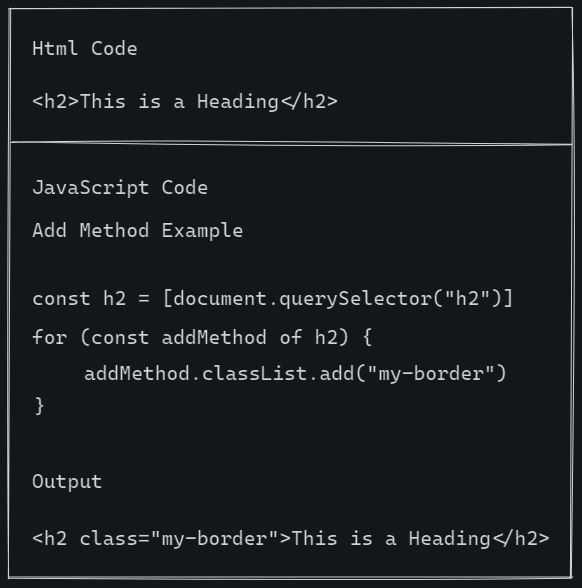 Html Code
<h2>This is a Heading</h2>
JavaScript Code
Add Method Example
const h2 = [document.querySelector("h2")]
for (const addMethod of h2) {
addMethod.classList.add("my-border")
}
Output
<h2 class="my-border">This is a Heading</h2>